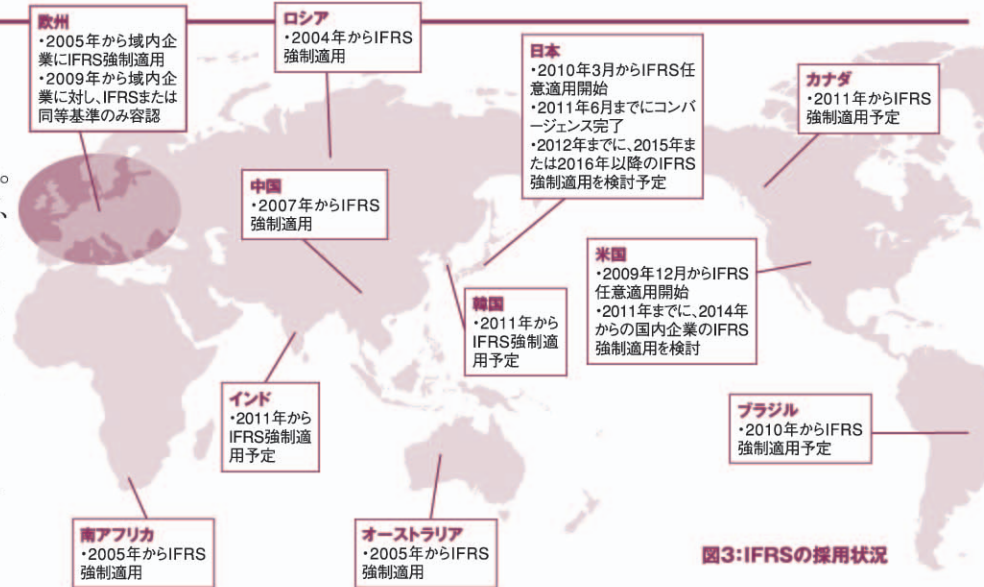 欧州
・2005年から域内企
業にIFRS強制適用
・2009年から域内企
業に対し、IFRSまたは
同等基準のみ容認
ロシア
・2004年からIFRS
強制適用
日本
・2010年3月からIFRS任
意適用開始
・2011年6月までにコンバ
ージェンス完了
・2012年までに、2015年ま
たは2016年以降のIFRS
強制適用を検討予定
カナダ
・2011年からIFRS
強制適用予定
。
、
中国
・2007年からIFRS
強制適用
米国
・2009年12月からIFRS
任意適用開始
・2011年までに、2014年
からの国内企業のIFRS
強制適用を検討
韓国
・2011年から
IFRS強制適
用予定
インド
・2011年から
IFRS強制適
用予定
ブラジル
・2010年からIFRS
強制適用予定
南アフリカ
・2005年からIFRS
強制適用
オーストラリア
・2005年からIFRS
強制適用
図3:IFRSの採用状況